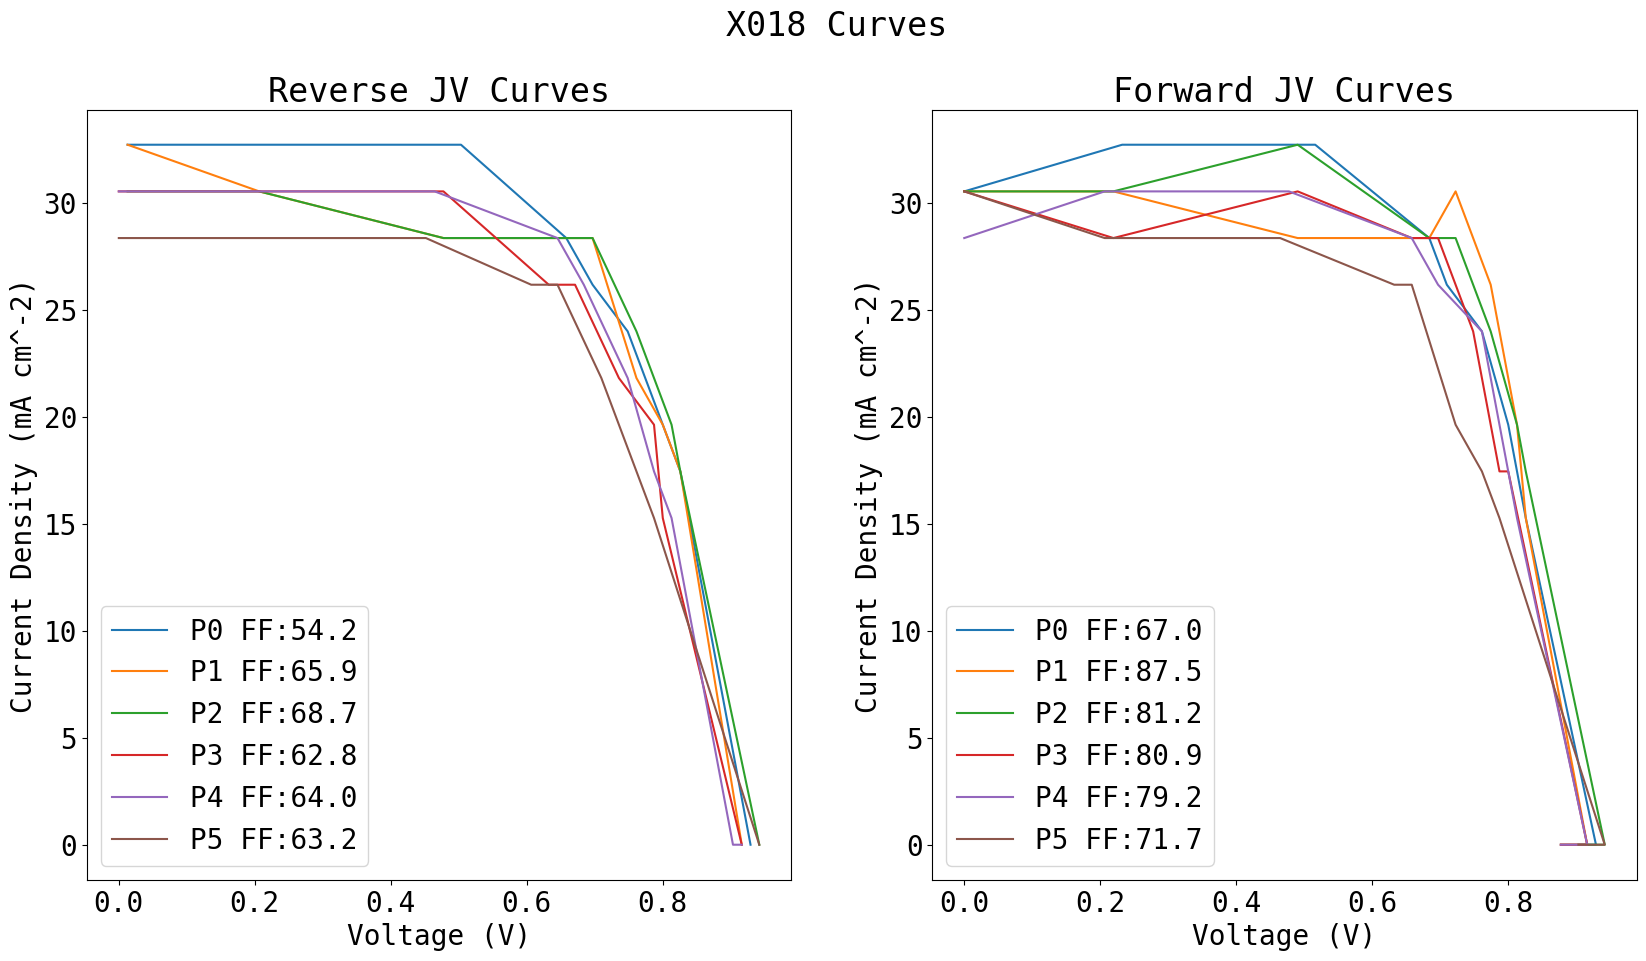 X018 Curves
Reverse JV Curves
Current Density (mA cm^-2)
30
25
20
15
10
5
0
P0 FF:54.2
P1 FF:65.9
P2 FF:68.7
P3 FF:62.8
P4 FF:64.0
P5 FF:63.2
0.0 0.2 0.4 0.6 0.8
Voltage (V)
Forward JV Curves
Current Density (mA cm^-2)
30
25
20
15
10
5
0
P0 FF:67.0
P1 FF:87.5
P2 FF:81.2
P3 FF:80.9
P4 FF:79.2
P5 FF:71.7
0.0 0.2 0.4 0.6 0.8
Voltage (V)